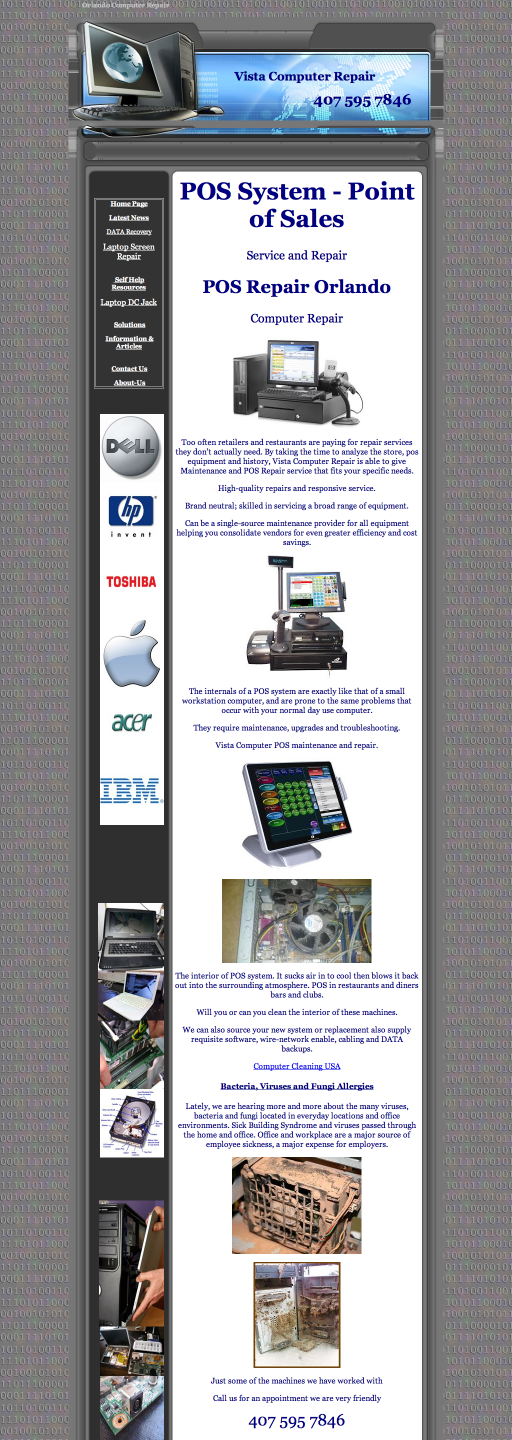 Orlando Computer Repair
Vista Computer Repair
407 595 7846
Home Page
Latest News
DATA Recovery
Laptop Screen
Repair
Self Help
Resources
Laptop DC Jack
Solutions
Information &
Articles
Contact Us
About-Us
DELL
hp
invent
TOSHIBA
acer
IBM
POS System - Point
of Sales
Service and Repair
POS Repair Orlando
Computer Repair
Too often retailers and restaurants are paying for repair services
they don't actually need. By taking the time to analyze the store, pos
equipment and history, Vista Computer Repair is able to give
Maintenance and POS Repair service that fits your specific needs.
High-quality repairs and responsive service.
Brand neutral; skilled in servicing a broad range of equipment.
Can be a single-source maintenance provider for all equipment
helping you consolidate vendors for even greater efficiency and cost
savings.
The internals of a POS system are exactly like that of a small
workstation computer, and are prone to the same problems that
occur with your normal day use computer.
They require maintenance, upgrades and troubleshooting.
Vista Computer POS maintenance and repair.
The interior of POS system. It sucks air in to cool then blows it back
out into the surrounding atmosphere. POS in restaurants and diners
bars and clubs.
Will you or can you clean the interior of these machines.
We can also source your new system or replacement also supply
requisite software, wire-network enable, cabling and DATA
backups.
Computer Cleaning USA
Bacteria, Viruses and Fungi Allergies
Lately, we are hearing more and more about the many viruses,
bacteria and fungi located in everyday locations and office
environments. Sick Building Syndrome and viruses passed through
the home and office. Office and workplace are a major source of
employee sickness, a major expense for employers.
Just some of the machines we have worked with
Call us for an appointment we are very friendly
407 595 7846